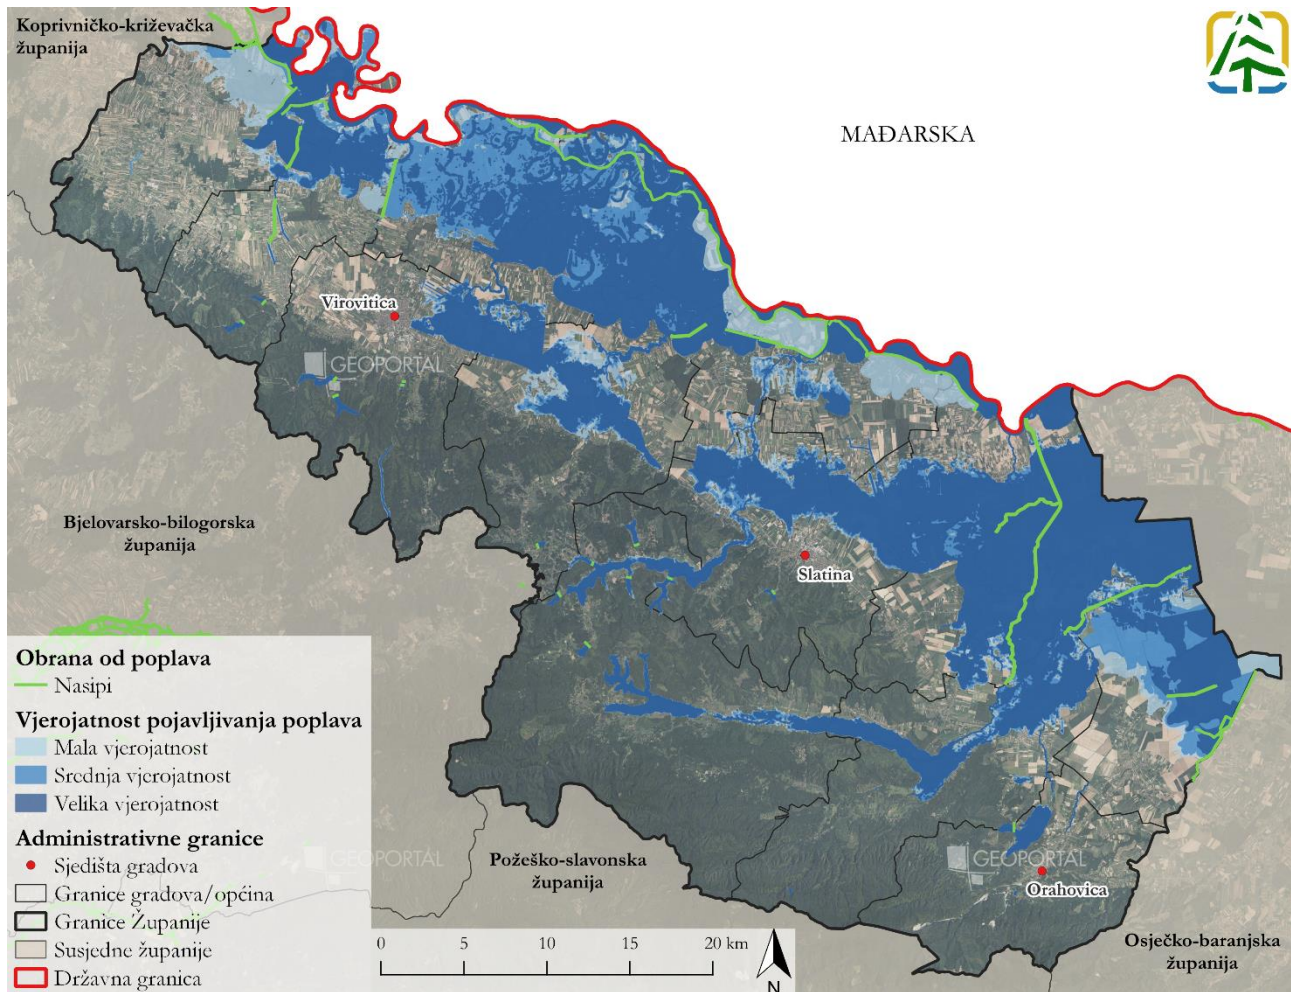 Koprivničko-križevačka
županija
MAĐARSKA
Virovitica
GEOPORTAL
Bjelovarsko-bilogorska
županija
Slatina
Obrana od poplava
Nasipi
Vjerojatnost pojavljivanja poplava
Mala vjerojatnost
Srednja vjerojatnost
Velika vjerojatnost
Administrativne granice
Sjedišta gradova
Granice gradova/općina
Granice Županije
Susjedne županije
Državna granica
GEOPORTAL
Požeško-slavonska
županija
GEOPORTAL
Orahovica
Osječko-baranjska
županija
0 5 10 15 20 km
N